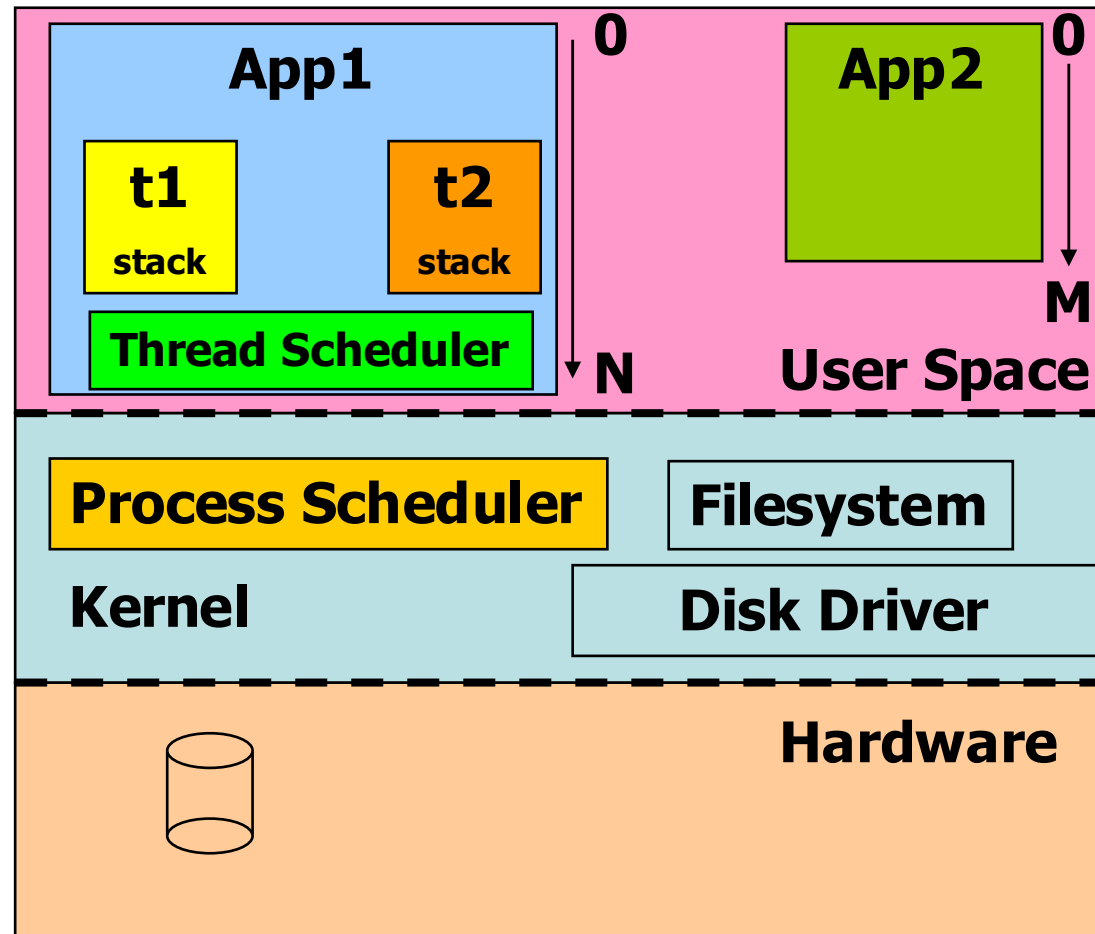 App1
0
App2
0
t1
stack
t2
stack
Thread Scheduler
N
M
User Space
Process Scheduler
Filesystem
Kernel
Disk Driver
Hardware